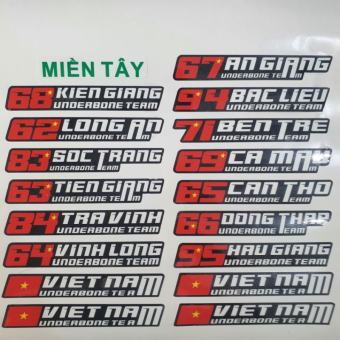 MIỀN TÂY
68 KIEN GIANG
UNDERBONE TEAM
62 LONG AN
UNDERBONE TEAM
83 SOC TRANG
UNDERBONE TEAM
63 TIEN GIANG
UNDERBONE TEAM
84 TRA VINH
UNDERBONE TEAM
64 VINH LONG
UNDERBONE TEAM
VIET NAM
UNDERBONE TEAM
VIET NAM
UNDERBONE TEAM
67 AN GIANG
UNDERBONE TEAM
94 BAC LIEU
UNDERBONE TEAM
71 BEN TRE
UNDERBONE TEAM
69 CA MAU
UNDERBONE TEAM
65 CAN THO
UNDERBONE TEAM
66 DONG THAP
UNDERBONE TEAM
95 HAU GIANG
UNDERBONE TEAM
VIET NAM
UNDERBONE TEAM
VIET NAM
UNDERBONE TEAM